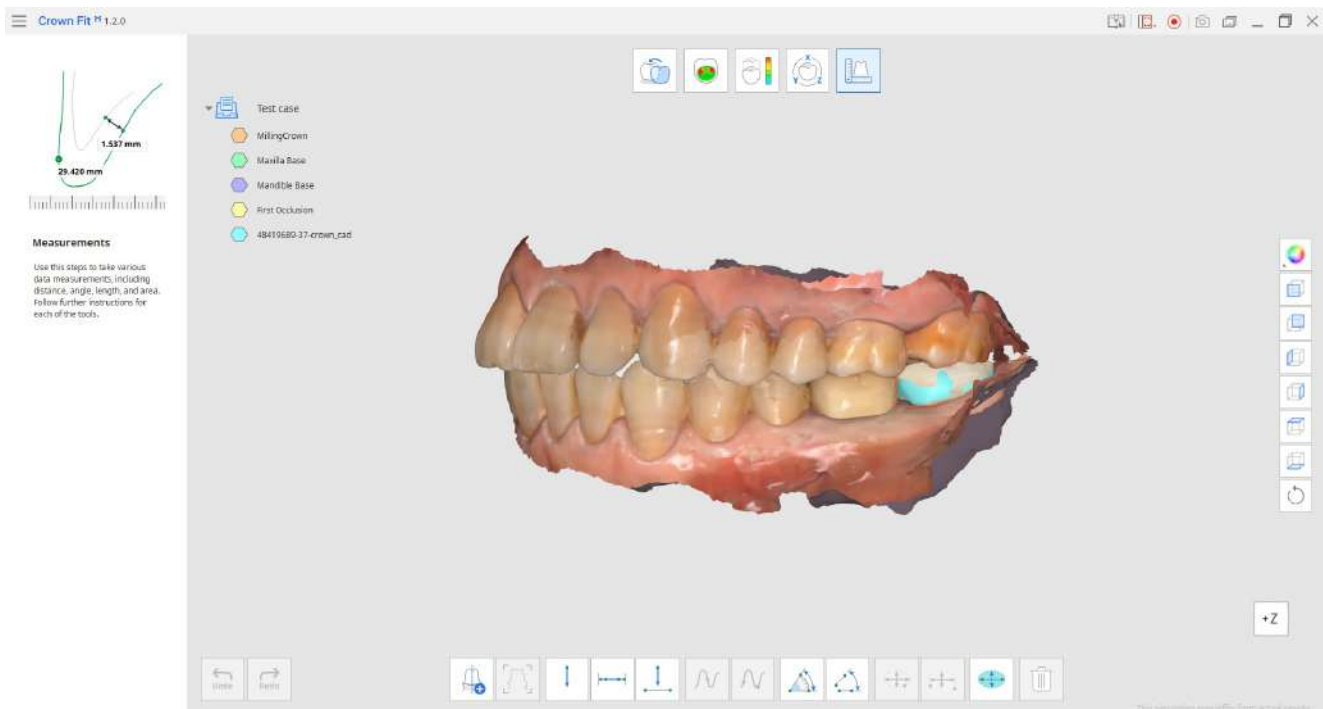 Crown Fit M 1.2.0
1.537 mm
29.420 mm
Measurements
Use this steps to take various
data measurements, including
distance, angle, length, and area.
Follow further instructions for
each of the tools.
Test case
MillingCrown
Maxilla Base
Mandible Base
First Occlusion
48419689-37-crown_cad
X
Y
Z
+Z
Undo
Redo